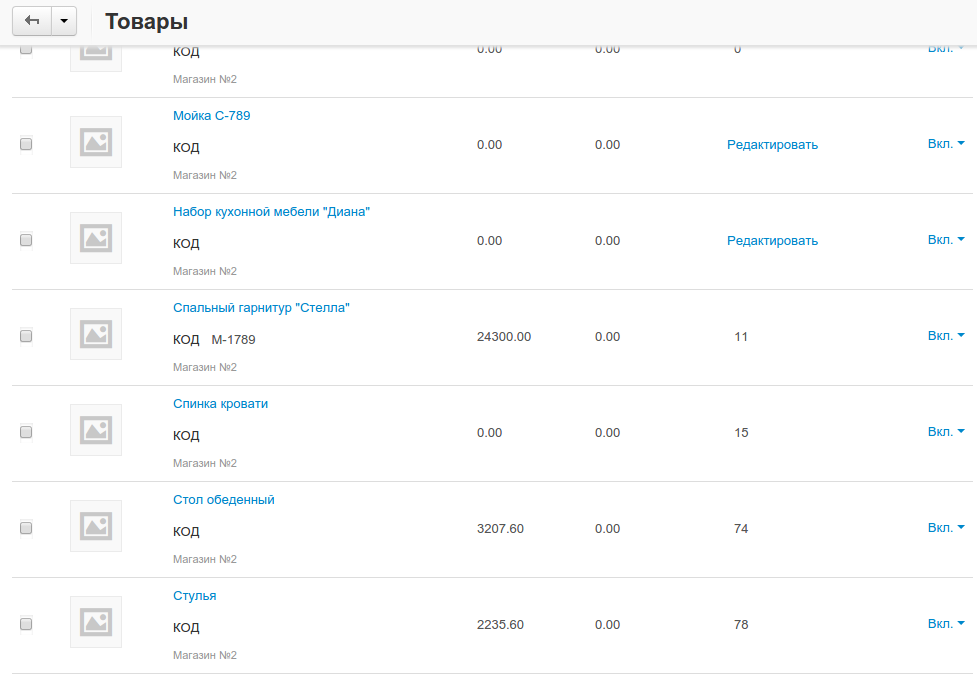 Товары
КОД 0.00 0.00 0 Вкл.
Магазин №2
Мойка С-789
КОД 0.00 0.00 Редактировать Вкл.
Магазин №2
Набор кухонной мебели "Диана"
КОД 0.00 0.00 Редактировать Вкл.
Магазин №2
Спальный гарнитур "Стелла"
КОД М-1789 24300.00 0.00 11 Вкл.
Магазин №2
Спинка кровати
КОД 0.00 0.00 15 Вкл.
Магазин №2
Стол обеденный
КОД 3207.60 0.00 74 Вкл.
Магазин №2
Стулья
КОД 2235.60 0.00 78 Вкл.
Магазин №2